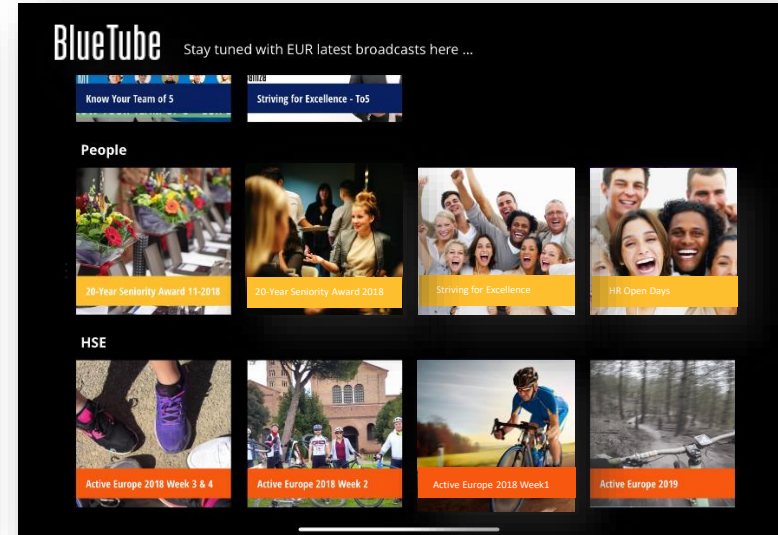 BlueTube
Stay tuned with EUR latest broadcasts here ...
Know Your Team of 5
Striving for Excellence - To5
People
20-Year Seniority Award 11-2018
20-Year Seniority Award 2018
Striving for Excellence
HR Open Days
HSE
Active Europe 2018 Week 3 & 4
Active Europe 2018 Week 2
Active Europe 2018 Week1
Active Europe 2019